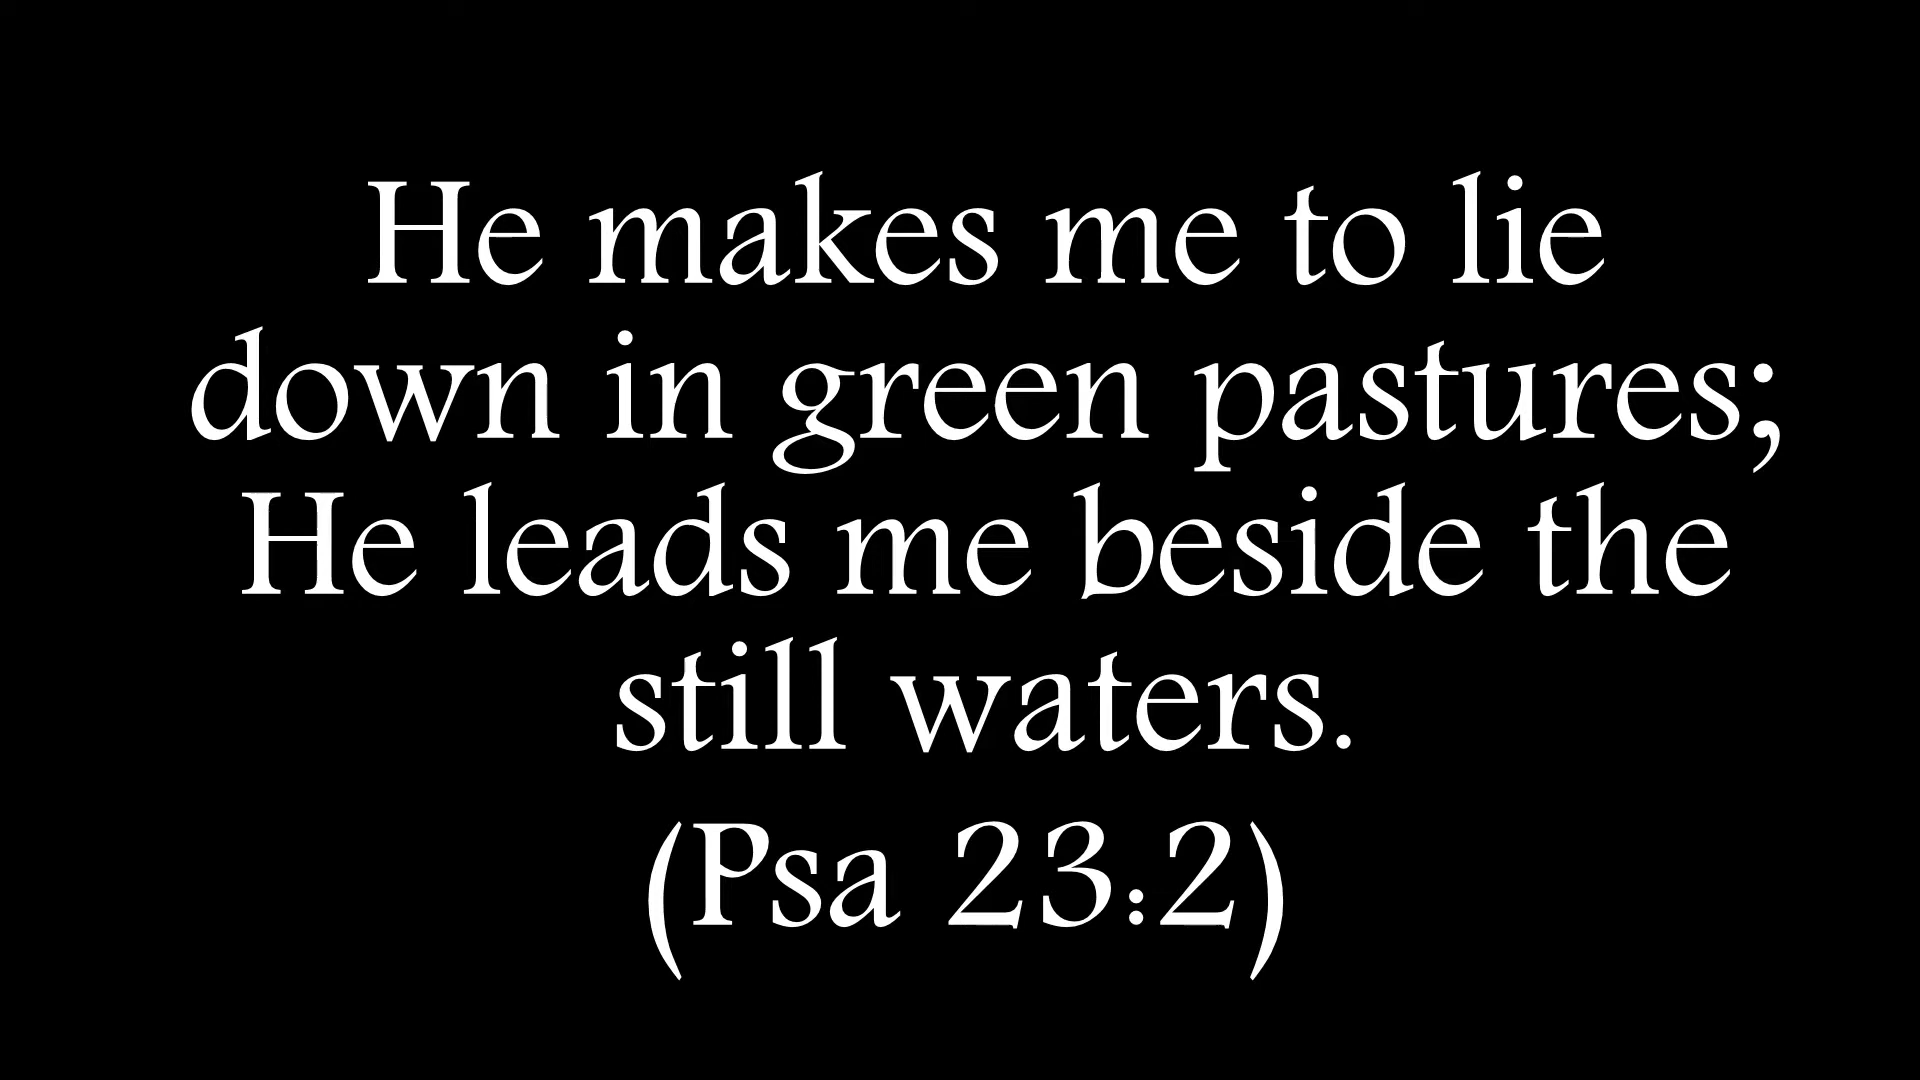 He makes me to lie
down in green pastures;
He leads me beside the
still waters.
(Psa 23:2)